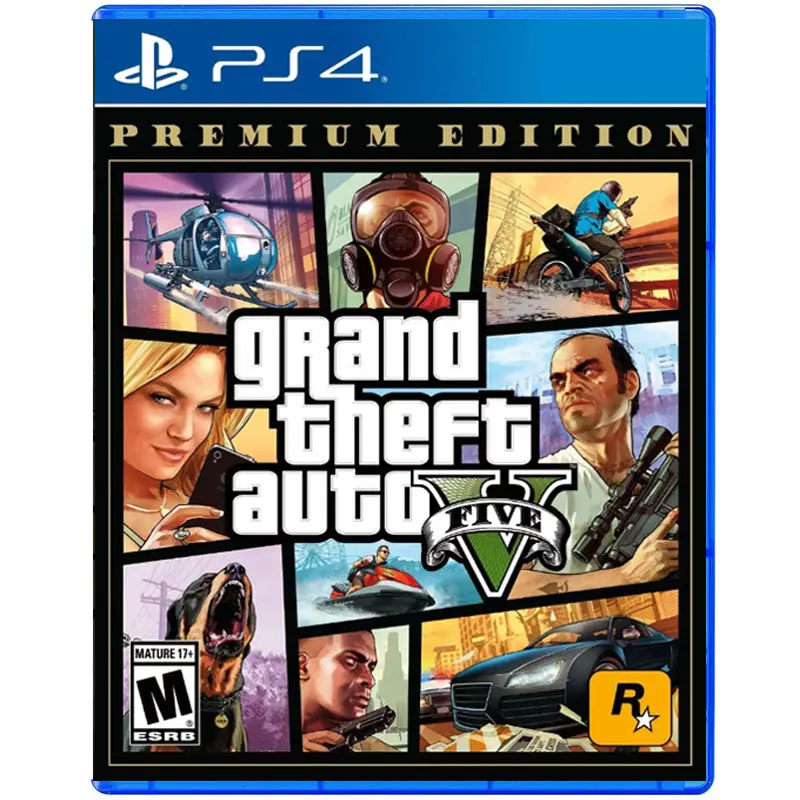 PS4
PREMIUM EDITION
grand
theft
auto
V
FIVE
MATURE 17+
M
ESRB
R